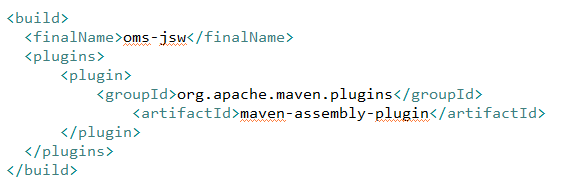 <build>
<finalName>oms-jsw</finalName>
<plugins>
<plugin>
<groupId>org.apache.maven.plugins</groupId>
<artifactId>maven-assembly-plugin</artifactId>
</plugin>
</plugins>
</build>